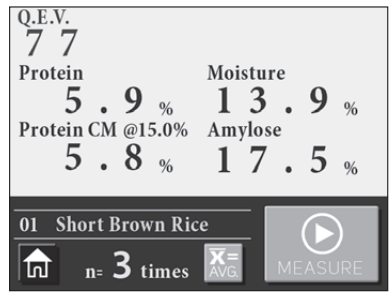 Q.E.V.
77
Protein Moisture
5.9 % 13.9 %
Protein CM @15.0% Amylose
5.8 % 17.5 %
01 Short Brown Rice
n= 3 times X= AVG. MEASURE